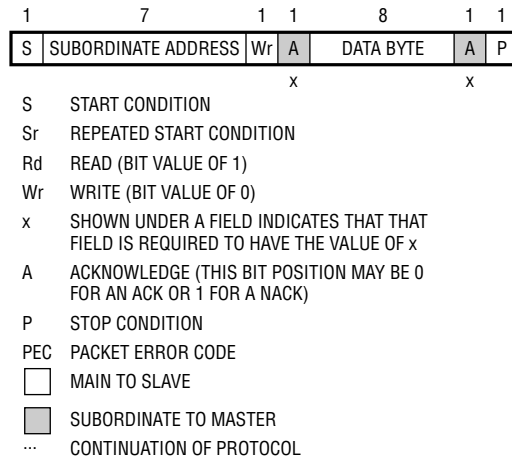 1 7 1 1 8 1 1
S SUBORDINATE ADDRESS Wr A DATA BYTE A P
x x
S START CONDITION
Sr REPEATED START CONDITION
Rd READ (BIT VALUE OF 1)
Wr WRITE (BIT VALUE OF 0)
x SHOWN UNDER A FIELD INDICATES THAT THAT
FIELD IS REQUIRED TO HAVE THE VALUE OF x
A ACKNOWLEDGE (THIS BIT POSITION MAY BE 0
FOR AN ACK OR 1 FOR A NACK)
P STOP CONDITION
PEC PACKET ERROR CODE
MAIN TO SLAVE
SUBORDINATE TO MASTER
... CONTINUATION OF PROTOCOL